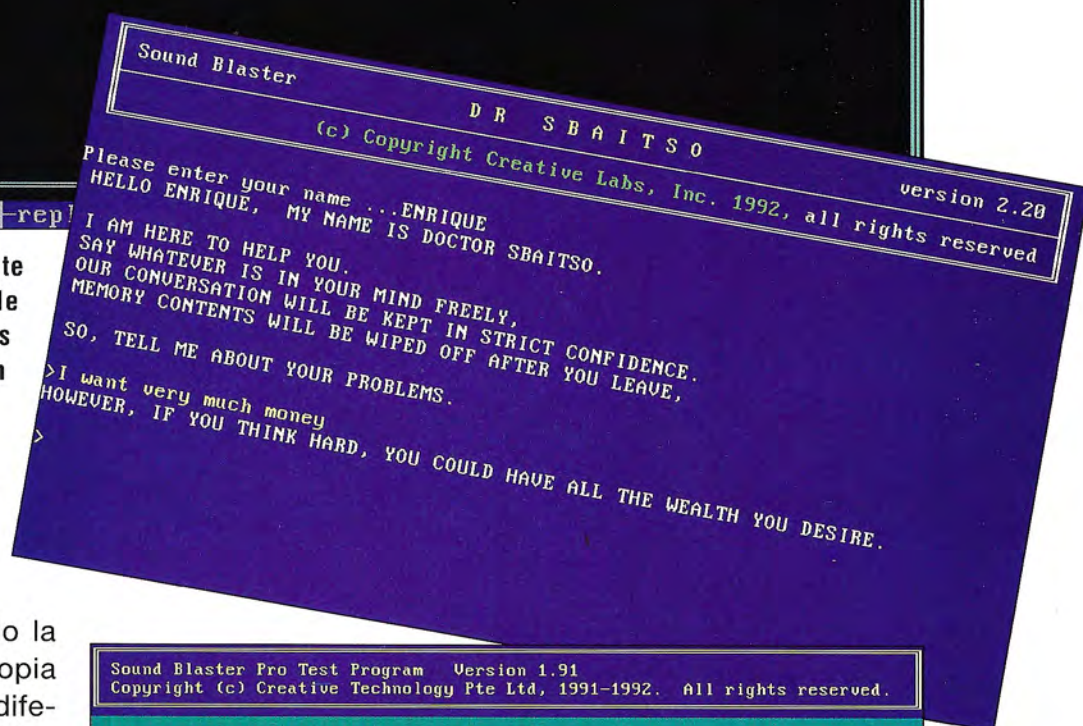 Sound Blaster
D R S B A I T S O
version 2.20
(c) Copyright Creative Labs, Inc. 1992, all rights reserved
Please enter your name ...ENRIQUE
HELLO ENRIQUE, MY NAME IS DOCTOR SBAITSO.
I AM HERE TO HELP YOU.
SAY WHATEVER IS IN YOUR MIND FREELY,
OUR CONVERSATION WILL BE KEPT IN STRICT CONFIDENCE.
MEMORY CONTENTS WILL BE WIPED OFF AFTER YOU LEAVE,
SO, TELL ME ABOUT YOUR PROBLEMS.
>I want very much money
HOWEVER, IF YOU THINK HARD, YOU COULD HAVE ALL THE WEALTH YOU DESIRE.
>
o la
opia
dife-
Sound Blaster Pro Test Program Version 1.91
Copyright (c) Creative Technology Pte Ltd, 1991-1992. All rights reserved.